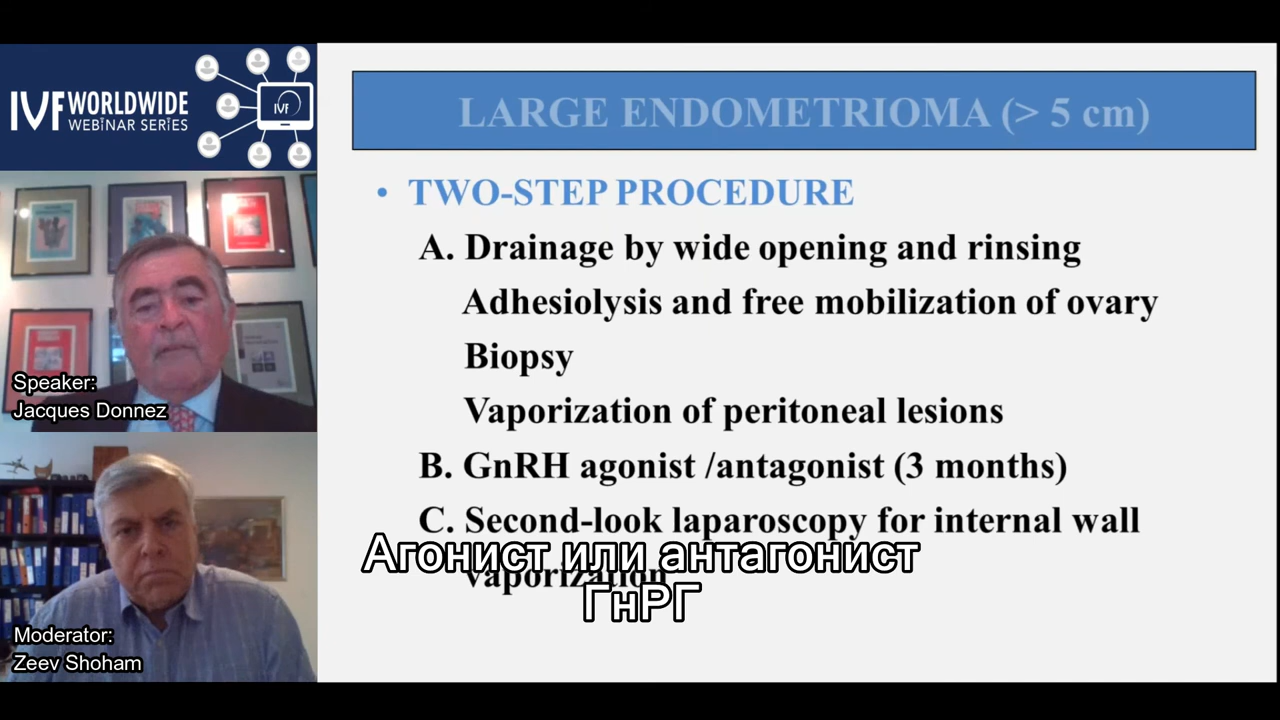 IVF WORLDWIDE
WEBINAR SERIES
IVF
Speaker:
Jacques Donnez
Moderator:
Zeev Shoham
LARGE ENDOMETRIOMA (> 5 cm)
• TWO-STEP PROCEDURE
A. Drainage by wide opening and rinsing
Adhesiolysis and free mobilization of ovary
Biopsy
Vaporization of peritoneal lesions
B. GnRH agonist /antagonist (3 months)
C. Second-look laparoscopy for internal wall
vaporization
Агонист или антагонист
ГнРГ